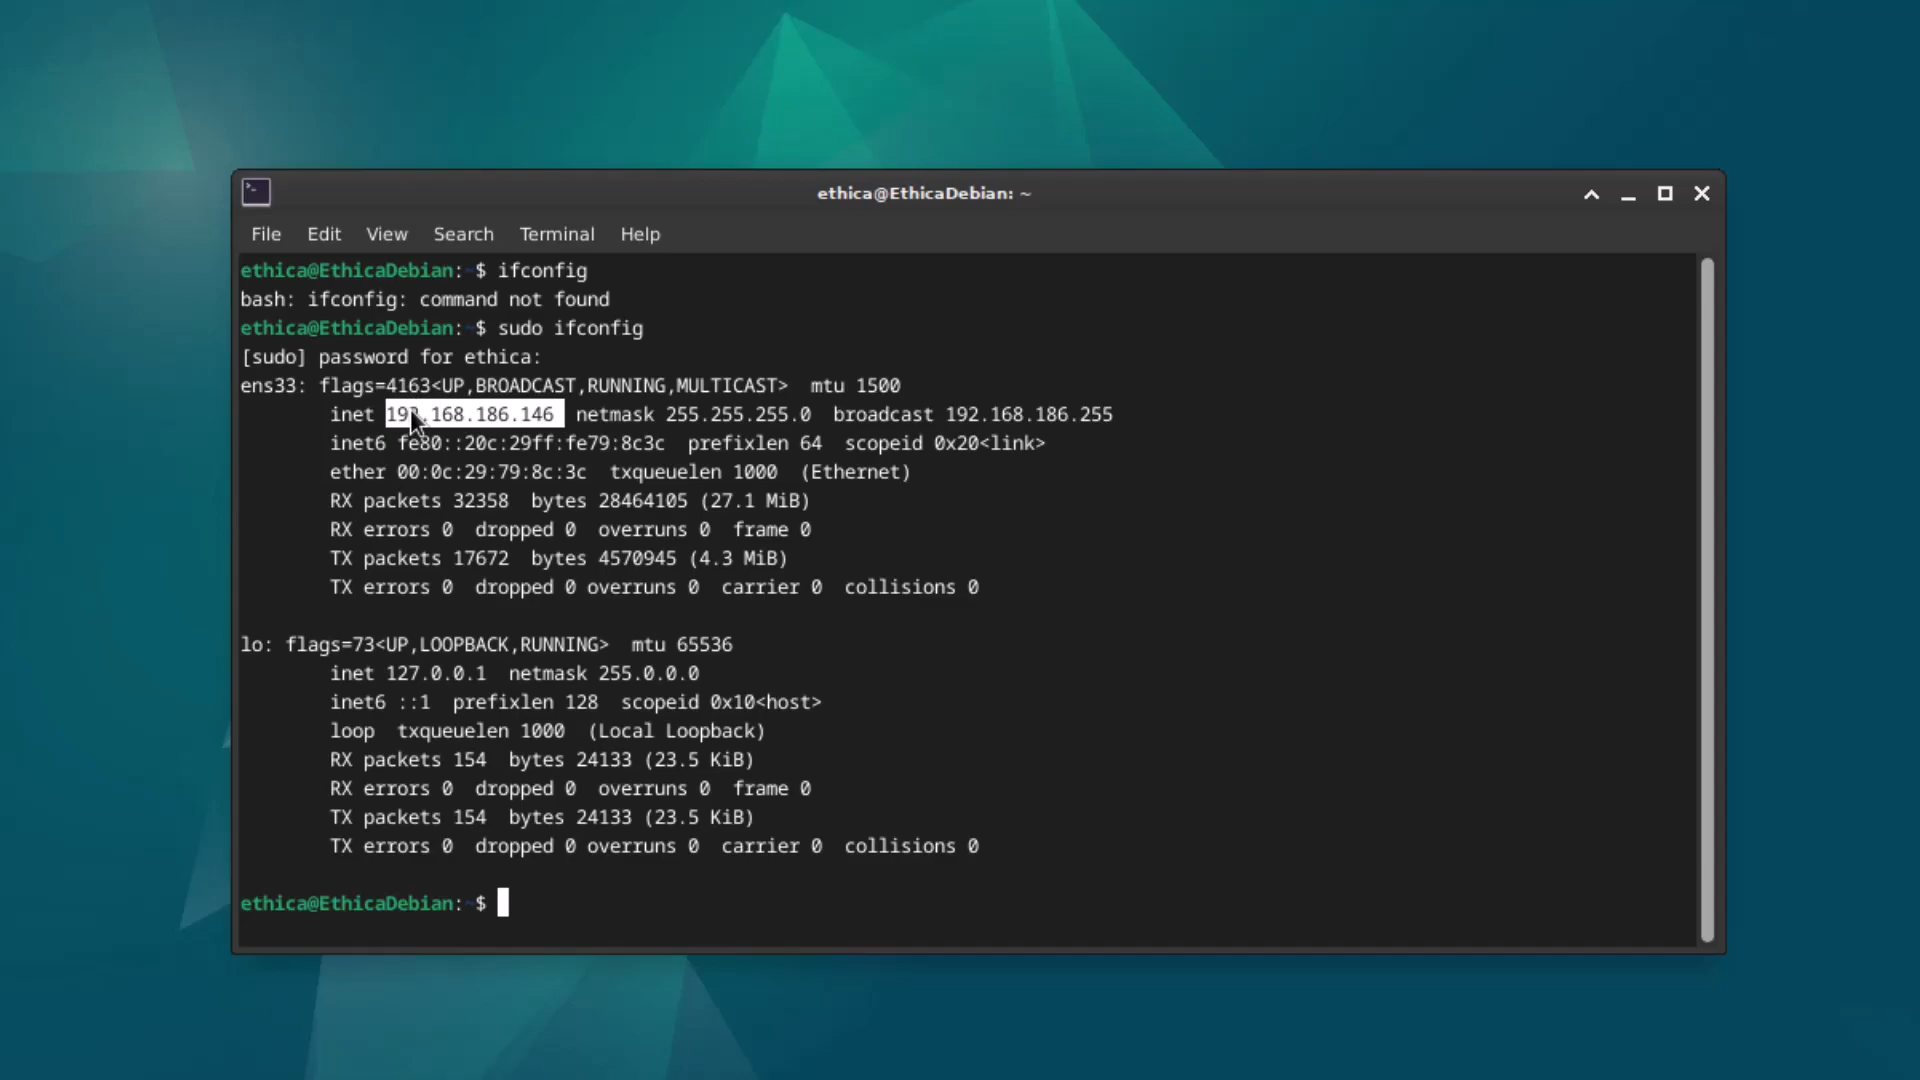 ethica@EthicaDebian: ~
File Edit View Search Terminal Help
ethica@EthicaDebian:~$ ifconfig
bash: ifconfig: command not found
ethica@EthicaDebian:~$ sudo ifconfig
[sudo] password for ethica:
ens33: flags=4163<UP,BROADCAST,RUNNING,MULTICAST>  mtu 1500
        inet 192.168.186.146  netmask 255.255.255.0  broadcast 192.168.186.255
        inet6 fe80::20c:29ff:fe79:8c3c  prefixlen 64  scopeid 0x20<link>
        ether 00:0c:29:79:8c:3c  txqueuelen 1000  (Ethernet)
        RX packets 32358  bytes 28464105 (27.1 MiB)
        RX errors 0  dropped 0  overruns 0  frame 0
        TX packets 17672  bytes 4570945 (4.3 MiB)
        TX errors 0  dropped 0 overruns 0  carrier 0  collisions 0
lo: flags=73<UP,LOOPBACK,RUNNING>  mtu 65536
        inet 127.0.0.1  netmask 255.0.0.0
        inet6 ::1  prefixlen 128  scopeid 0x10<host>
        loop  txqueuelen 1000  (Local Loopback)
        RX packets 154  bytes 24133 (23.5 KiB)
        RX errors 0  dropped 0  overruns 0  frame 0
        TX packets 154  bytes 24133 (23.5 KiB)
        TX errors 0  dropped 0 overruns 0  carrier 0  collisions 0
ethica@EthicaDebian:~$